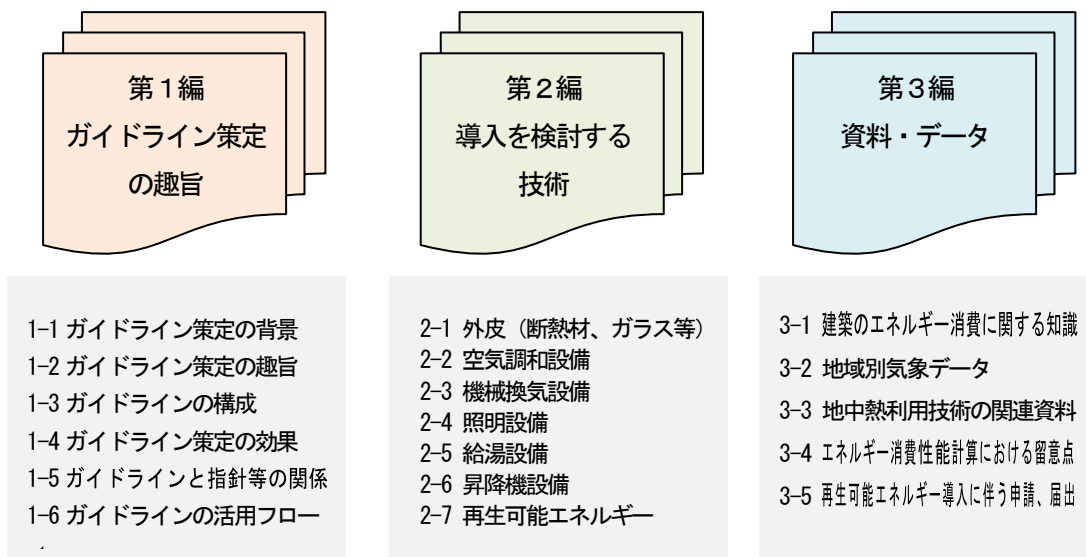 第１編
ガイドライン策定
の趣旨
第２編
導入を検討する
技術
第３編
資料・データ
1-1 ガイドライン策定の背景
1-2 ガイドライン策定の趣旨
1-3 ガイドラインの構成
1-4 ガイドライン策定の効果
1-5 ガイドラインと指針等の関係
1-6 ガイドラインの活用フロー
2-1 外皮（断熱材、ガラス等）
2-2 空気調和設備
2-3 機械換気設備
2-4 照明設備
2-5 給湯設備
2-6 昇降機設備
2-7 再生可能エネルギー
3-1 建築のエネルギー消費に関する知識
3-2 地域別気象データ
3-3 地中熱利用技術の関連資料
3-4 エネルギー消費性能計算における留意点
3-5 再生可能エネルギー導入に伴う申請、届出